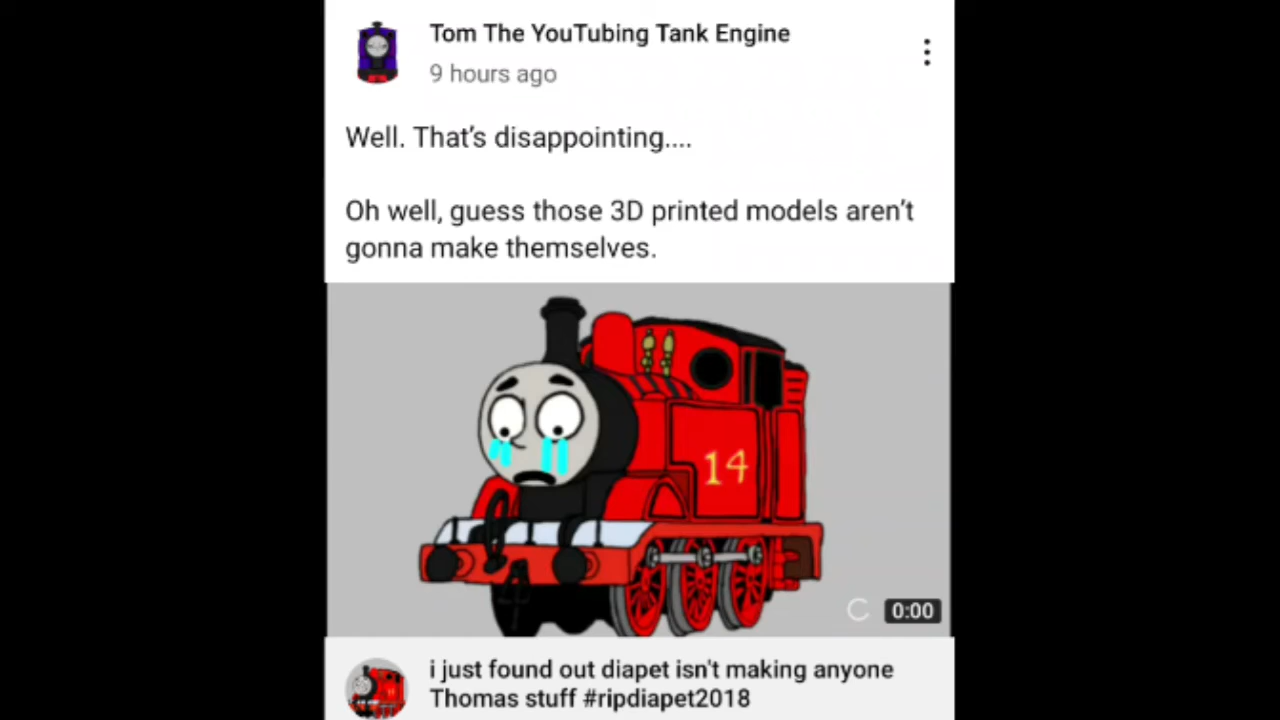 Tom The YouTubing Tank Engine
9 hours ago
Well. That's disappointing....
Oh well, guess those 3D printed models aren't
gonna make themselves.
14
0:00
i just found out diapet isn't making anyone
Thomas stuff #ripdiapet2018